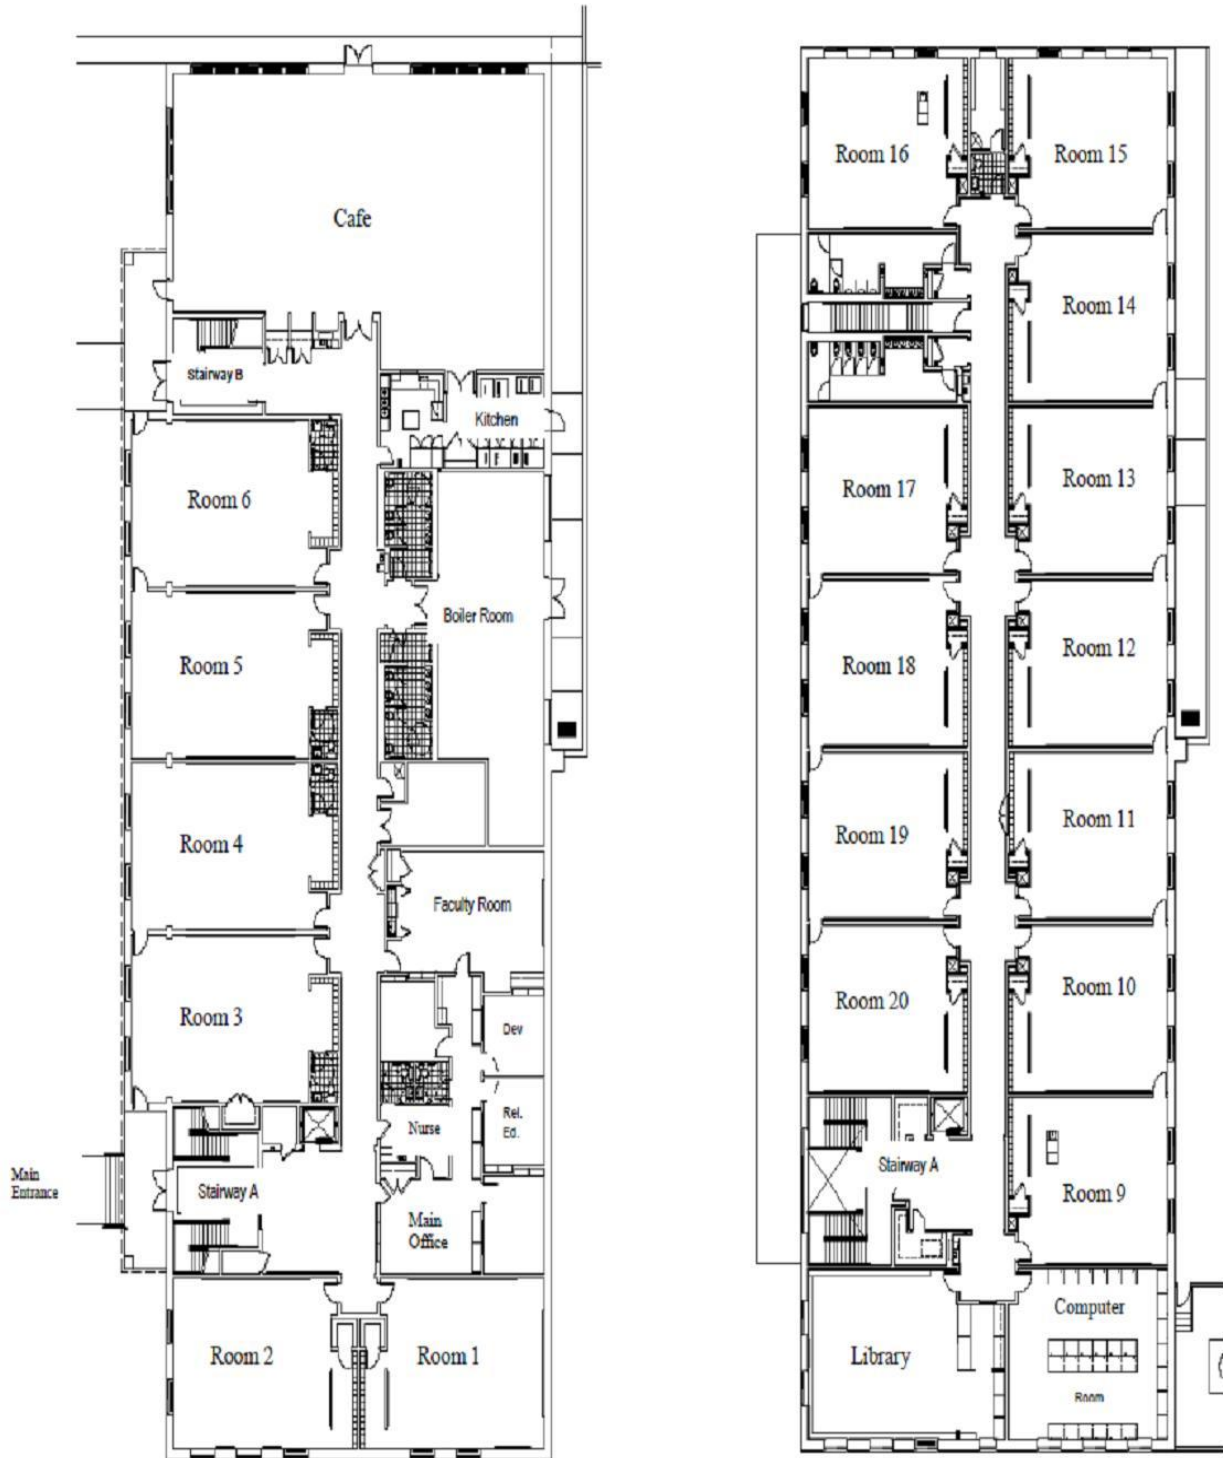 Cafe
Stairway B
Kitchen
Room 6
Boiler Room
Room 5
Room 4
Faculty Room
Room 3
Dev
Rel.
Ed.
Nurse
Main
Entrance
Stairway A
Main
Office
Room 2
Room 1
Room 16
Room 15
Room 14
Room 17
Room 13
Room 18
Room 12
Room 19
Room 11
Room 20
Room 10
Stairway A
Room 9
Computer
Room
Library